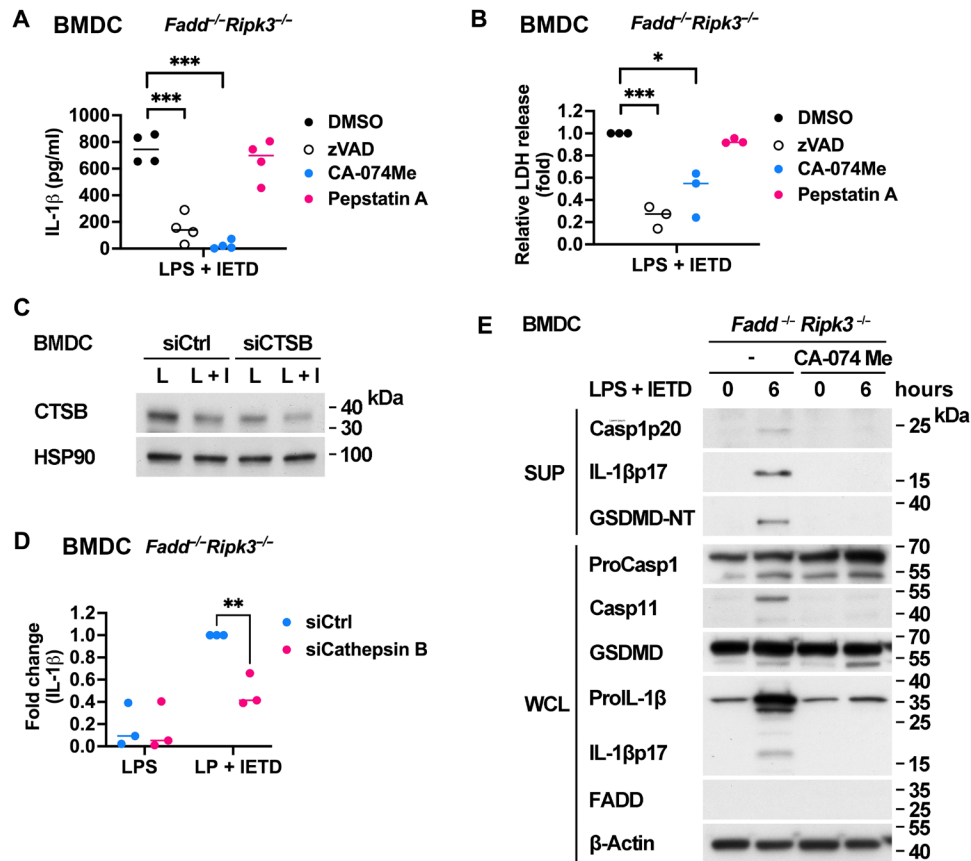 A
BMDC Fadd–/–Ripk3–/–
***
***
IL-1β (pg/ml)
1000
800
600
400
200
0
LPS + IETD
DMSO
zVAD
CA-074Me
Pepstatin A
B
BMDC Fadd–/–Ripk3–/–
*
***
Relative LDH release
(fold)
1.2
1.0
0.8
0.6
0.4
0.2
0.0
LPS + IETD
DMSO
zVAD
CA-074Me
Pepstatin A
C
BMDC siCtrl siCTSB
L L + I L L + I kDa
CTSB - 40
- 30
HSP90 - 100
D
BMDC Fadd–/–Ripk3–/–
**
Fold change
(IL-1β)
1.2
1.0
0.8
0.6
0.4
0.2
0.0
LPS LP + IETD
siCtrl
siCathepsin B
E
BMDC Fadd–/– Ripk3–/–
- CA-074 Me
LPS + IETD 0 6 0 6 hours
kDa
SUP
Casp1p20 - 25
IL-1βp17 - 15
- 40
GSDMD-NT
WCL
ProCasp1 - 70
- 55
Casp11 - 55
- 40
GSDMD - 70
- 55
ProIL-1β - 35
- 25
IL-1βp17 - 15
FADD - 35
- 25
β-Actin - 55
- 40